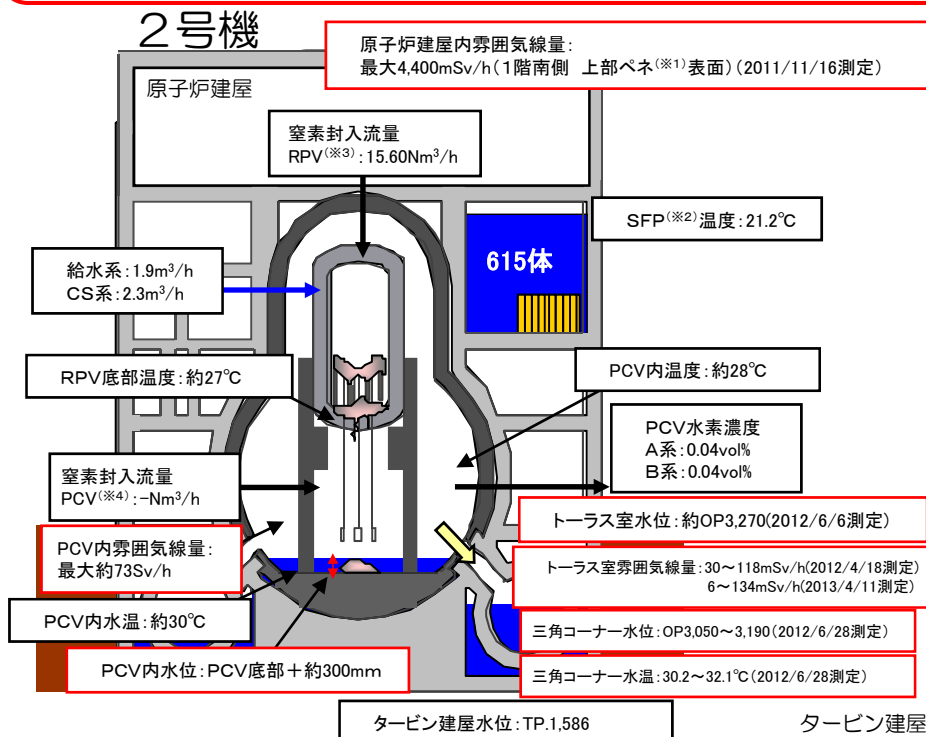 2号機
原子炉建屋内雰囲気線量:
最大4,400mSv/h(1階南側 上部ペネ(※1)表面)(2011/11/16測定)
原子炉建屋
窒素封入流量
RPV(※3):15.60Nm3/h
SFP(※2)温度:21.2℃
615体
給水系:1.9m3/h
CS系:2.3m3/h
RPV底部温度:約27℃
PCV内温度:約28℃
PCV水素濃度
A系:0.04vol%
B系:0.04vol%
窒素封入流量
PCV(※4):-Nm3/h
トーラス室水位:約OP3,270(2012/6/6測定)
PCV内雰囲気線量:
最大約73Sv/h
トーラス室雰囲気線量:30~118mSv/h(2012/4/18測定)
6~134mSv/h(2013/4/11測定)
PCV内水温:約30℃
三角コーナー水位:OP3,050~3,190(2012/6/28測定)
PCV内水位:PCV底部+約300mm
三角コーナー水温:30.2~32.1℃(2012/6/28測定)
タービン建屋水位:TP.1,586
タービン建屋